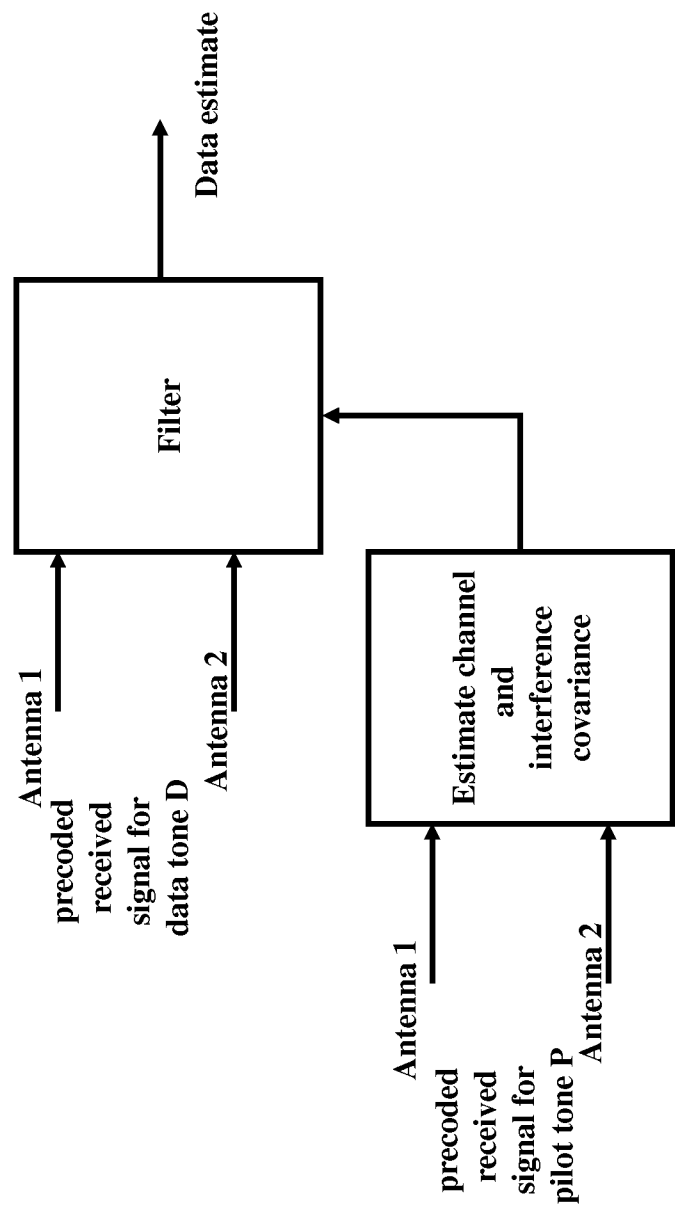 Antenna 1
precoded
received
signal for
data tone D
Antenna 2
Filter
Data estimate
Antenna 1
precoded
received
signal for
pilot tone P
Antenna 2
Estimate channel
and
interference
covariance